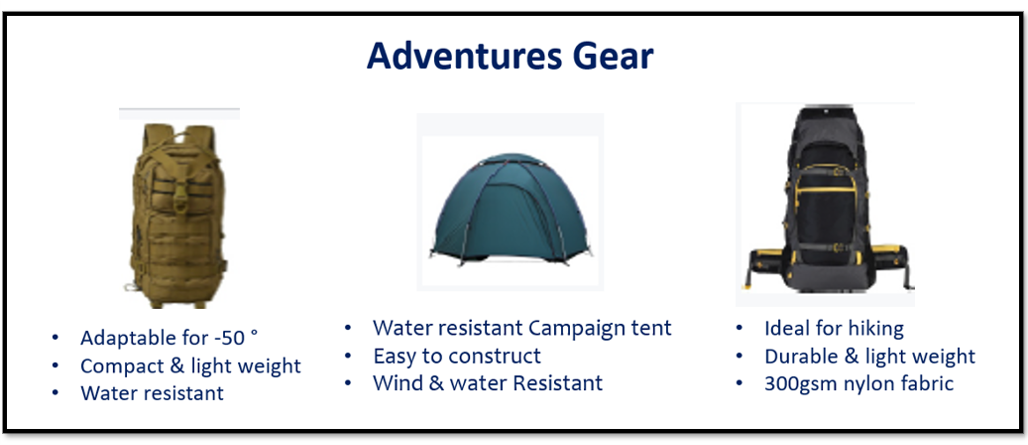 Adventures Gear
• Adaptable for -50 °
• Compact & light weight
• Water resistant
• Water resistant Campaign tent
• Easy to construct
• Wind & water Resistant
• Ideal for hiking
• Durable & light weight
• 300gsm nylon fabric